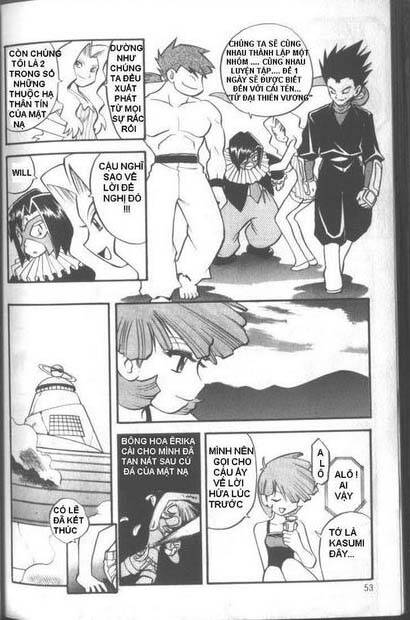 CHÚNG TA SẼ CÙNG
NHAU THÀNH LẬP MỘT
NHÓM .... CÙNG NHAU
LUYỆN TẬP.... ĐỂ 1
NGÀY SẼ ĐƯỢC BIẾT
ĐẾN VỚI CÁI TÊN...
"TỨ ĐẠI THIÊN VƯƠNG"
DƯỜNG
NHƯ
CHÚNG TA
ĐỀU
XUẤT
PHÁT
TỪ MỌI
SỰ RẮC
RỐI
CÒN CHÚNG
TÔI LÀ 2
TRONG SỐ
NHỮNG
THUỘC HẠ
THÂN TÍN
CỦA MẶT
NẠ
CẬU NGHĨ
SAO VỀ
LỜI ĐỀ
NGHỊ ĐÓ
!!!
WILL
ALÔ !
AI
VẬY
A
LÔ
TỚ LÀ
KASUMI
ĐÂY...
MÌNH NÊN
GỌI CHO
CẬU ẤY
VỀ LỜI
HỨA LÚC
TRƯỚC
BÔNG HOA ÊRIKA
CÀI CHO MÌNH ĐÃ
TAN NÁT SAU CÚ
ĐÁ CỦA MẶT NẠ
CÓ LẼ
ĐÃ KẾT
THÚC
53